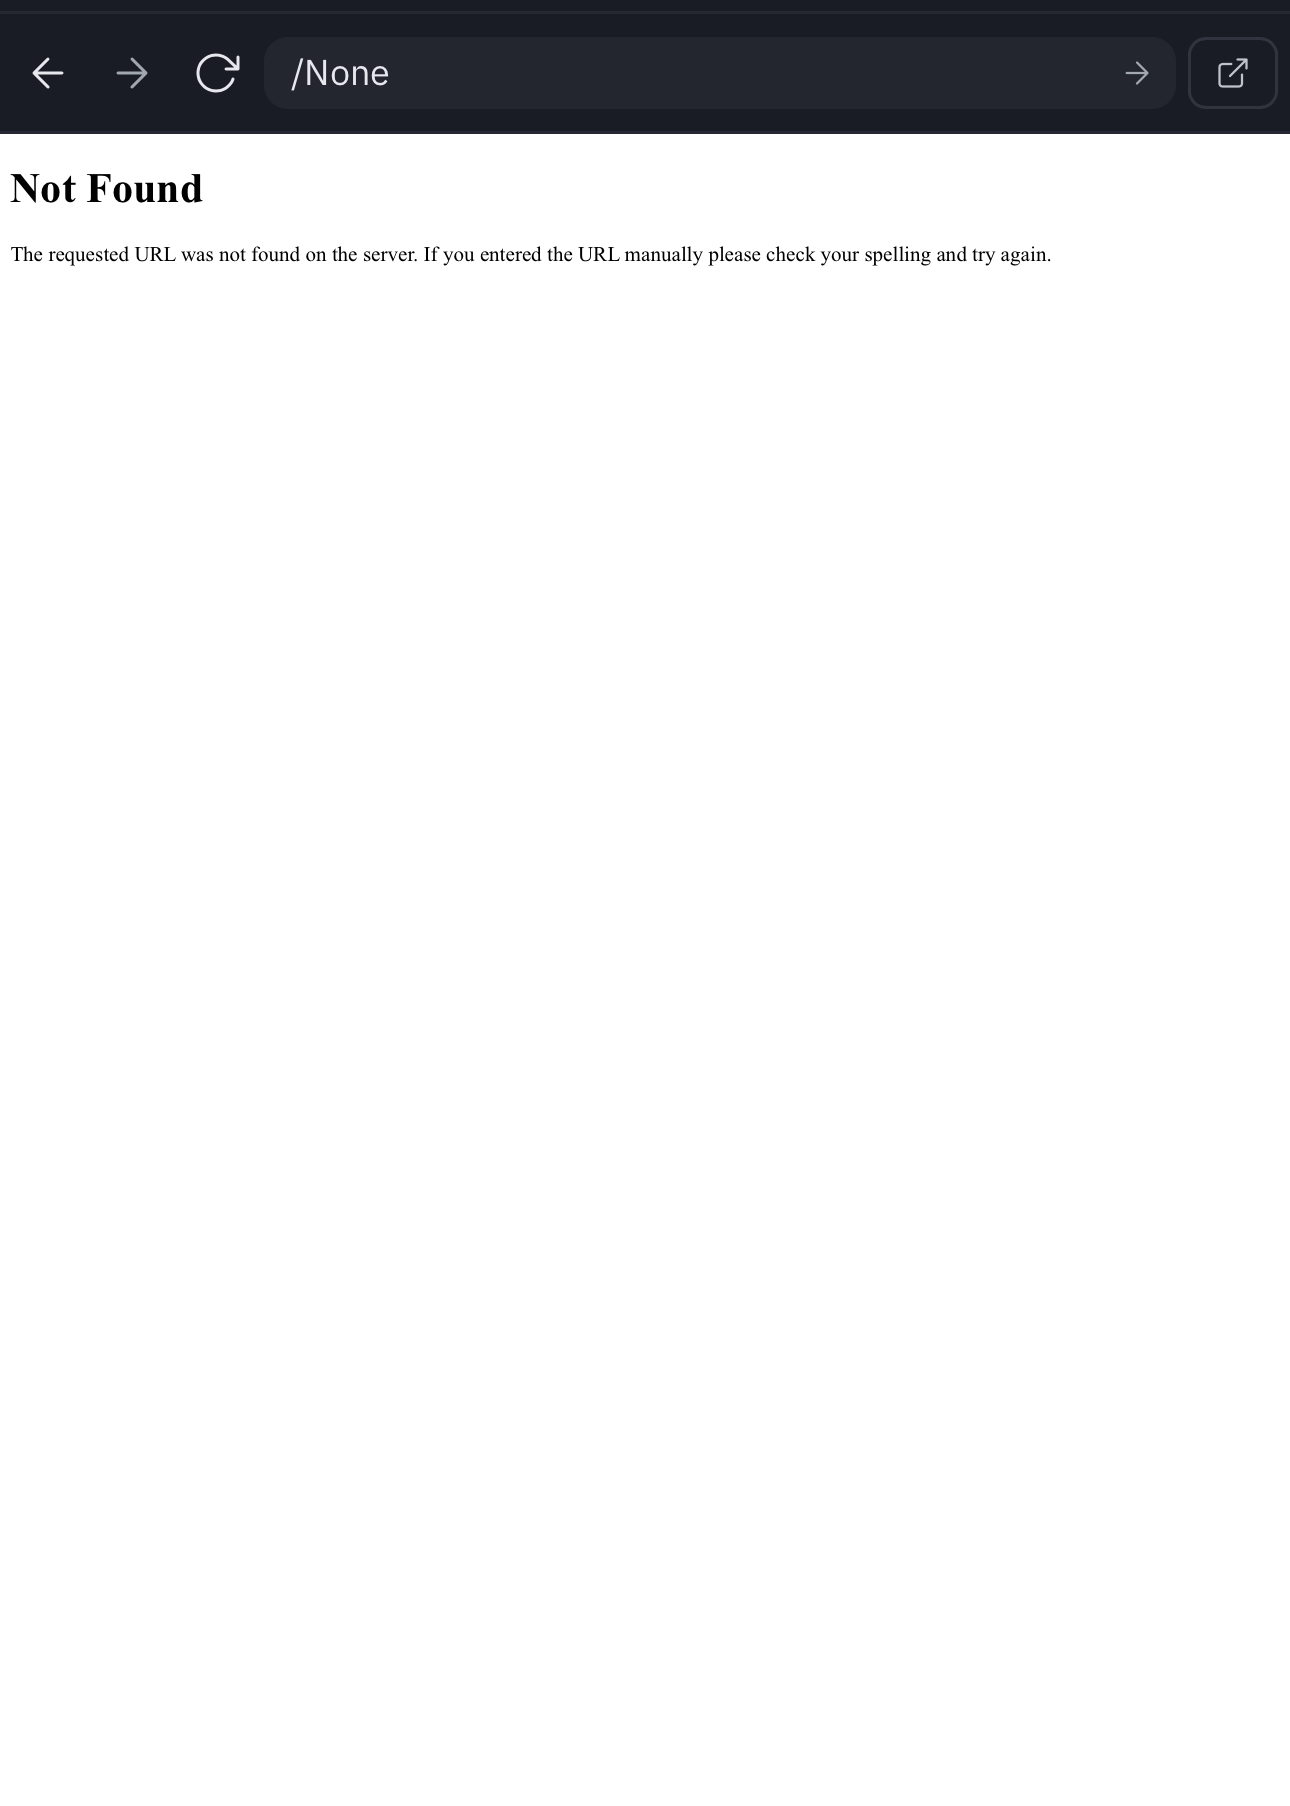 /None
Not Found
The requested URL was not found on the server. If you entered the URL manually please check your spelling and try again.